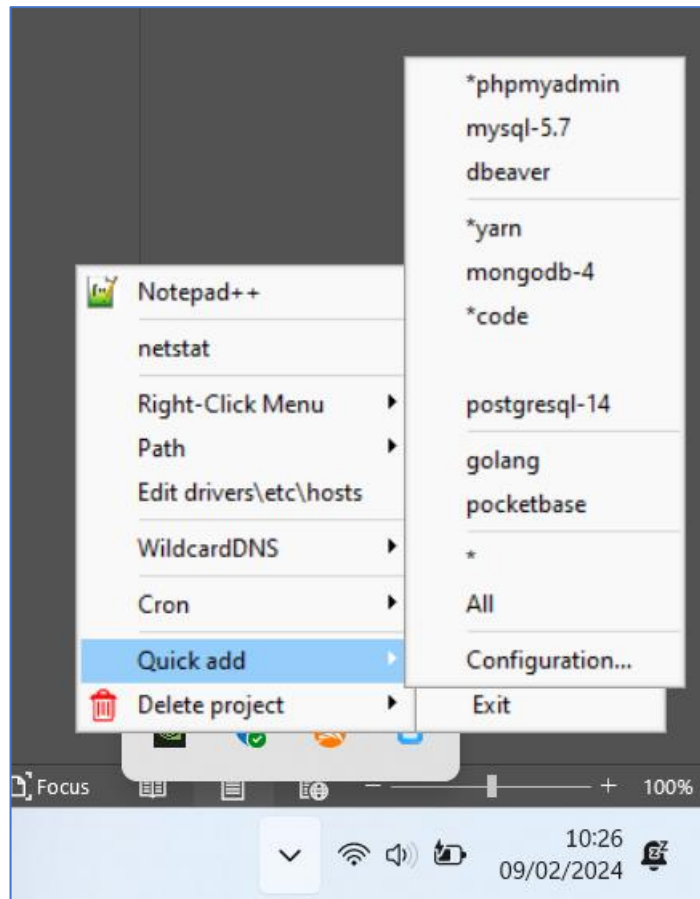 *phpmyadmin
mysql-5.7
dbeaver
*yarn
mongodb-4
*code
postgresql-14
golang
pocketbase
*
All
Configuration...
Notepad++
netstat
Right-Click Menu
Path
Edit drivers\etc\hosts
WildcardDNS
Cron
Quick add
Delete project
Exit
Focus
100%
10:26
09/02/2024